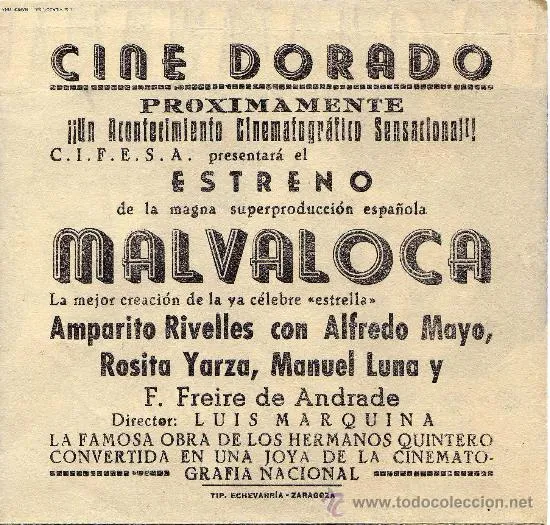 CINE DORADO
PROXIMAMENTE
¡¡Un Acontecimiento Cinematográfico Sensacional!!
C.I.F.E.S.A. presentará el
ESTRENO
de la magna superproducción española
MALVALOCA
La mejor creación de la ya célebre «estrella»
Amparito Rivelles con Alfredo Mayo,
Rosita Yarza, Manuel Luna y
F. Freire de Andrade
Director: LUIS MARQUINA
LA FAMOSA OBRA DE LOS HERMANOS QUINTERO
CONVERTIDA EN UNA JOYA DE LA CINEMATO-
GRAFIA NACIONAL
TIP. ECHEVARRÍA - ZARAGOZA
www.todocoleccion.net